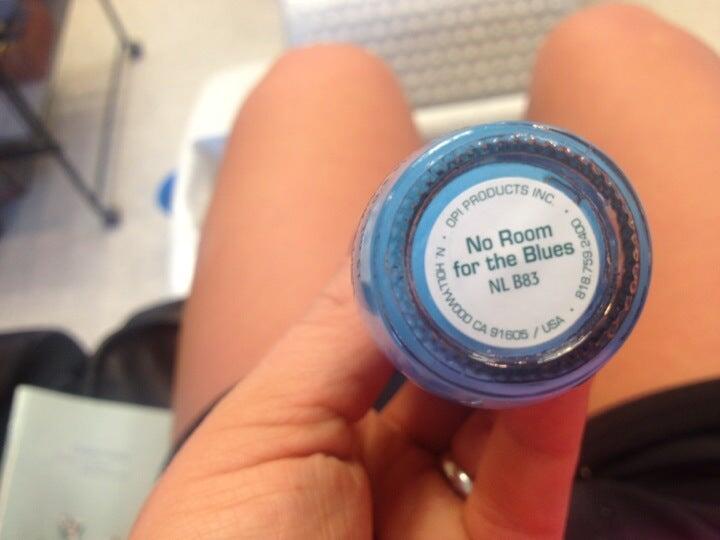 OPI PRODUCTS INC. • 818.759.2400 •
No Room
for the Blues
NL B83
N. HOLLYWOOD CA 91605 / USA •